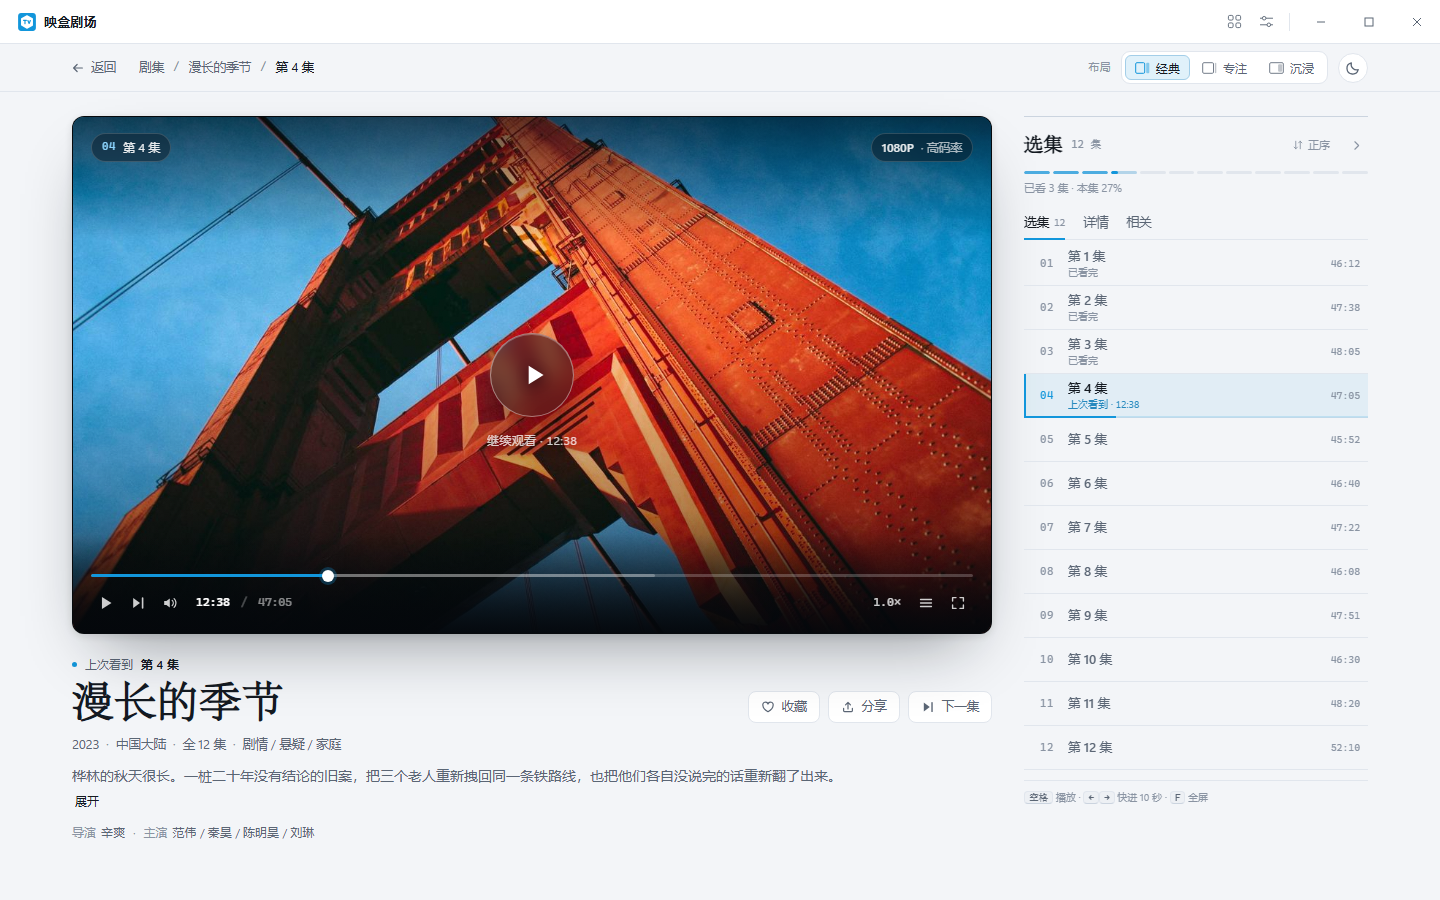 映盒剧场
返回 剧集 / 漫长的季节 / 第 4 集
布局 经典 专注 沉浸
04 第 4 集
1080P · 高码率
继续观看 · 12:38
12:38 / 47:05
1.0×
上次看到 第 4 集
漫长的季节
收藏 分享 下一集
2023 · 中国大陆 · 全 12 集 · 剧情 / 悬疑 / 家庭
桦林的秋天很长。一桩二十年没有结论的旧案，把三个老人重新拽回同一条铁路线，也把他们各自没说完的话重新翻了出来。
展开
导演 辛爽 · 主演 范伟 / 秦昊 / 陈明昊 / 刘琳
选集 12 集 正序
已看 3 集 · 本集 27%
选集 12 详情 相关
01 第 1 集 46:12
已看完
02 第 2 集 47:38
已看完
03 第 3 集 48:05
已看完
04 第 4 集 47:05
上次看到 · 12:38
05 第 5 集 45:52
06 第 6 集 46:40
07 第 7 集 47:22
08 第 8 集 46:08
09 第 9 集 47:51
10 第 10 集 46:30
11 第 11 集 48:20
12 第 12 集 52:10
空格 播放 · ← → 快进 10 秒 · F 全屏